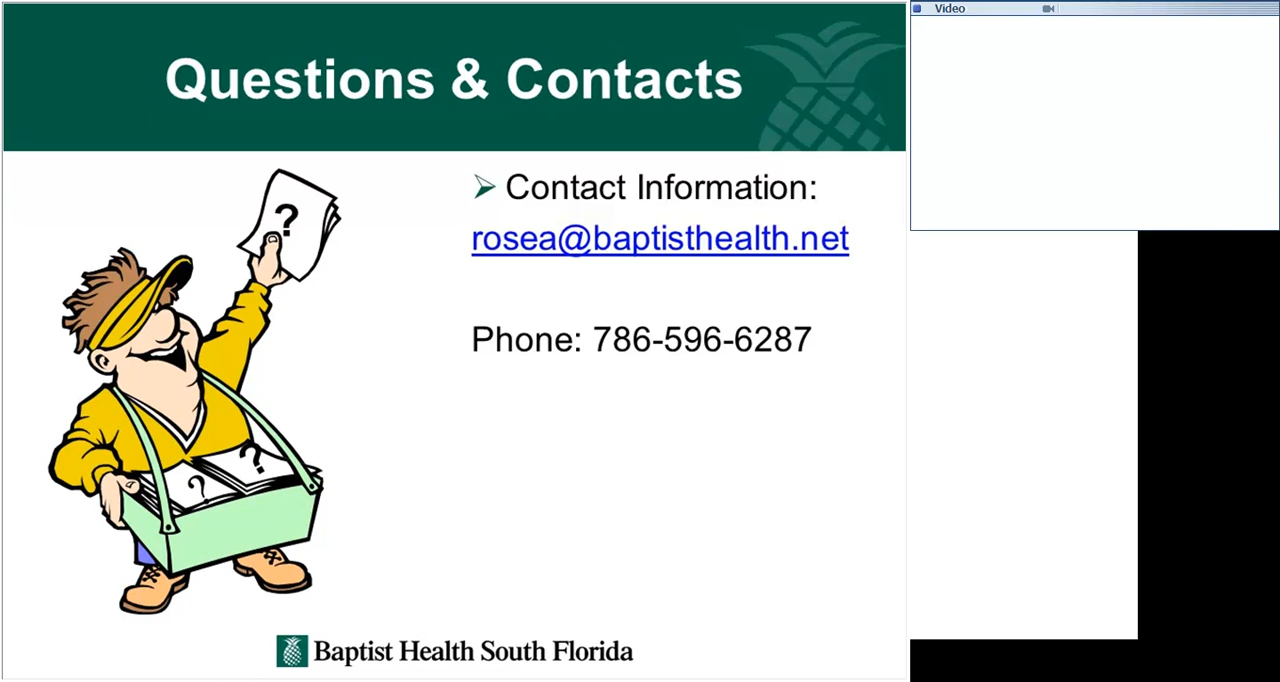 Questions & Contacts
Video
Contact Information:
rosea@baptisthealth.net
Phone: 786-596-6287
?
?
?
Baptist Health South Florida